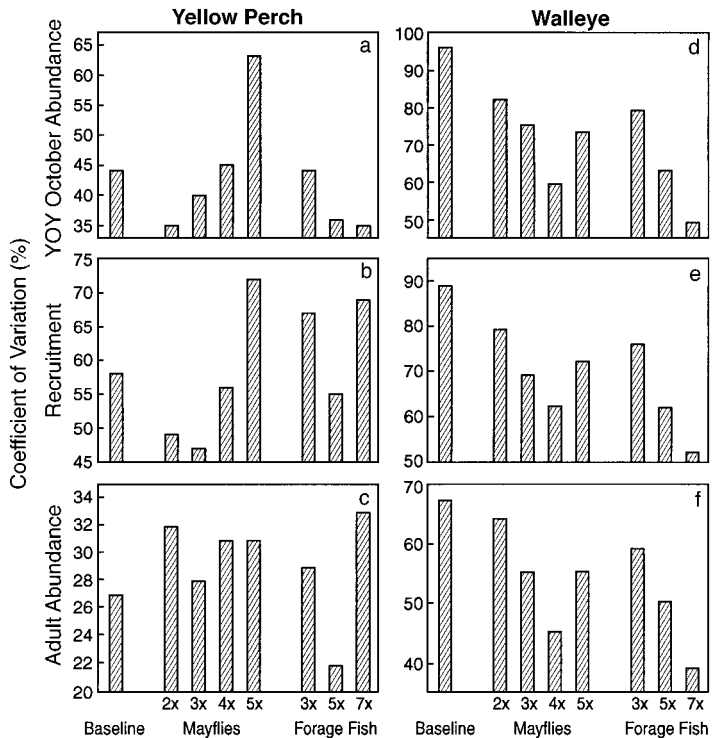 Yellow Perch
Walleye
Coefficient of Variation (%)
YOY October Abundance
65
60
55
50
45
40
35
a
100
90
80
70
60
50
d
Recruitment
75
70
65
60
55
50
45
b
90
80
70
60
50
e
Adult Abundance
34
32
30
28
26
24
22
20
c
70
60
50
40
f
2x 3x 4x 5x 3x 5x 7x
2x 3x 4x 5x 3x 5x 7x
Baseline Mayflies Forage Fish
Baseline Mayflies Forage Fish